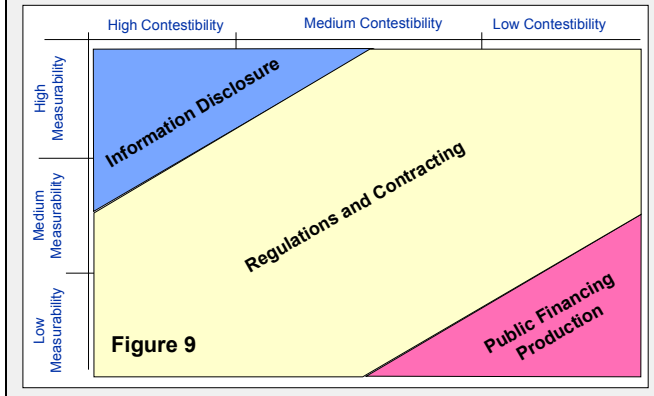 High Contestibility
Medium Contestibility
Low Contestibility
High
Measurability
Medium
Measurability
Low
Measurability
Information Disclosure
Regulations and Contracting
Public Financing
Production
Figure 9